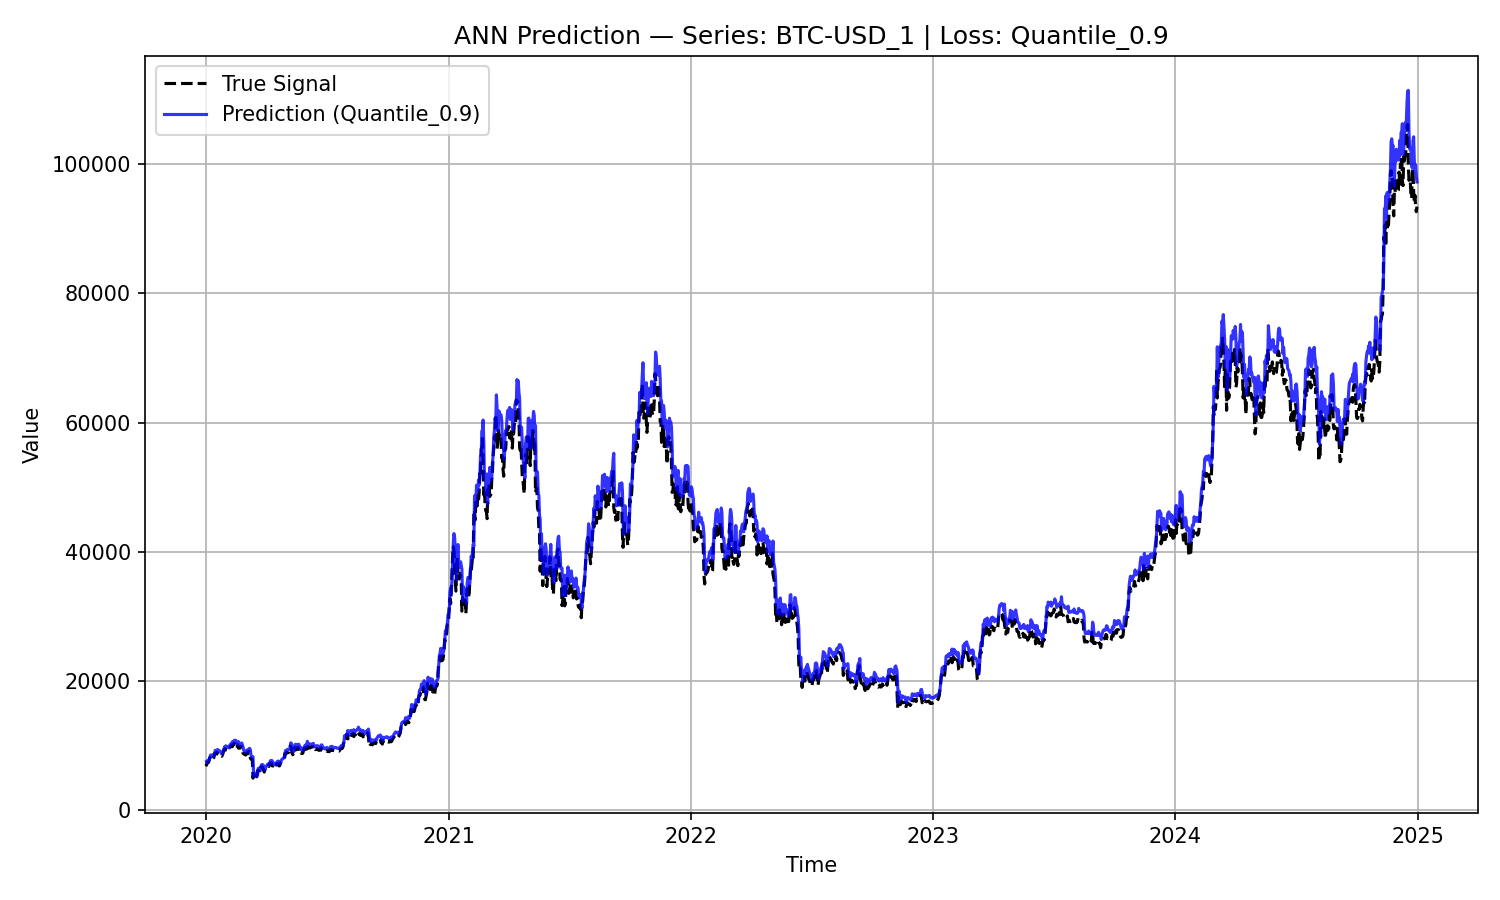 ANN Prediction — Series: BTC-USD_1 | Loss: Quantile_0.9
True Signal
Prediction (Quantile_0.9)
100000
80000
60000
40000
20000
0
Value
2020 2021 2022 2023 2024 2025
Time